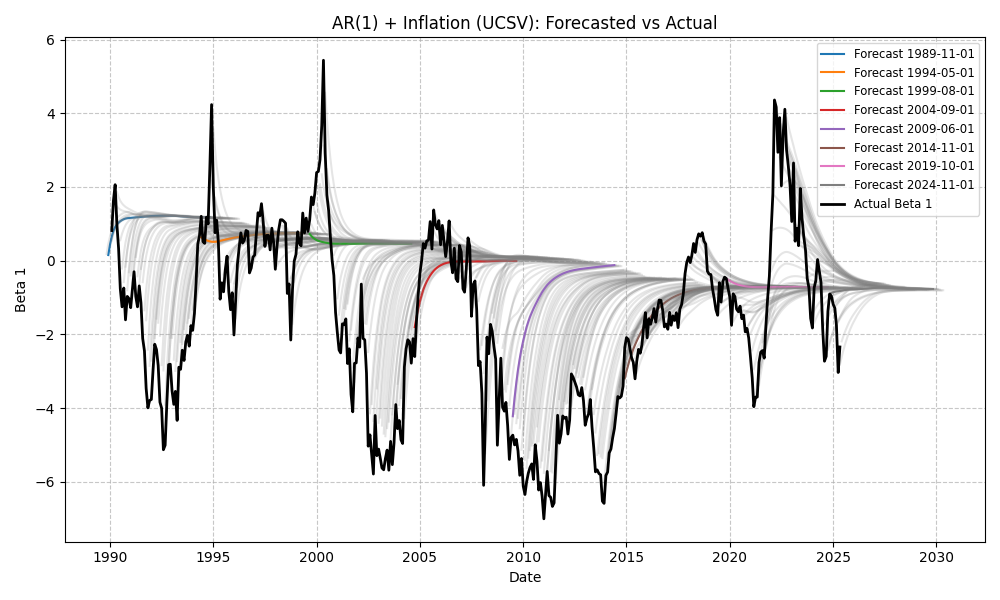 AR(1) + Inflation (UCSV): Forecasted vs Actual
6
4
2
0
−2
−4
−6
Beta 1
1990 1995 2000 2005 2010 2015 2020 2025 2030
Date
Forecast 1989-11-01
Forecast 1994-05-01
Forecast 1999-08-01
Forecast 2004-09-01
Forecast 2009-06-01
Forecast 2014-11-01
Forecast 2019-10-01
Forecast 2024-11-01
Actual Beta 1